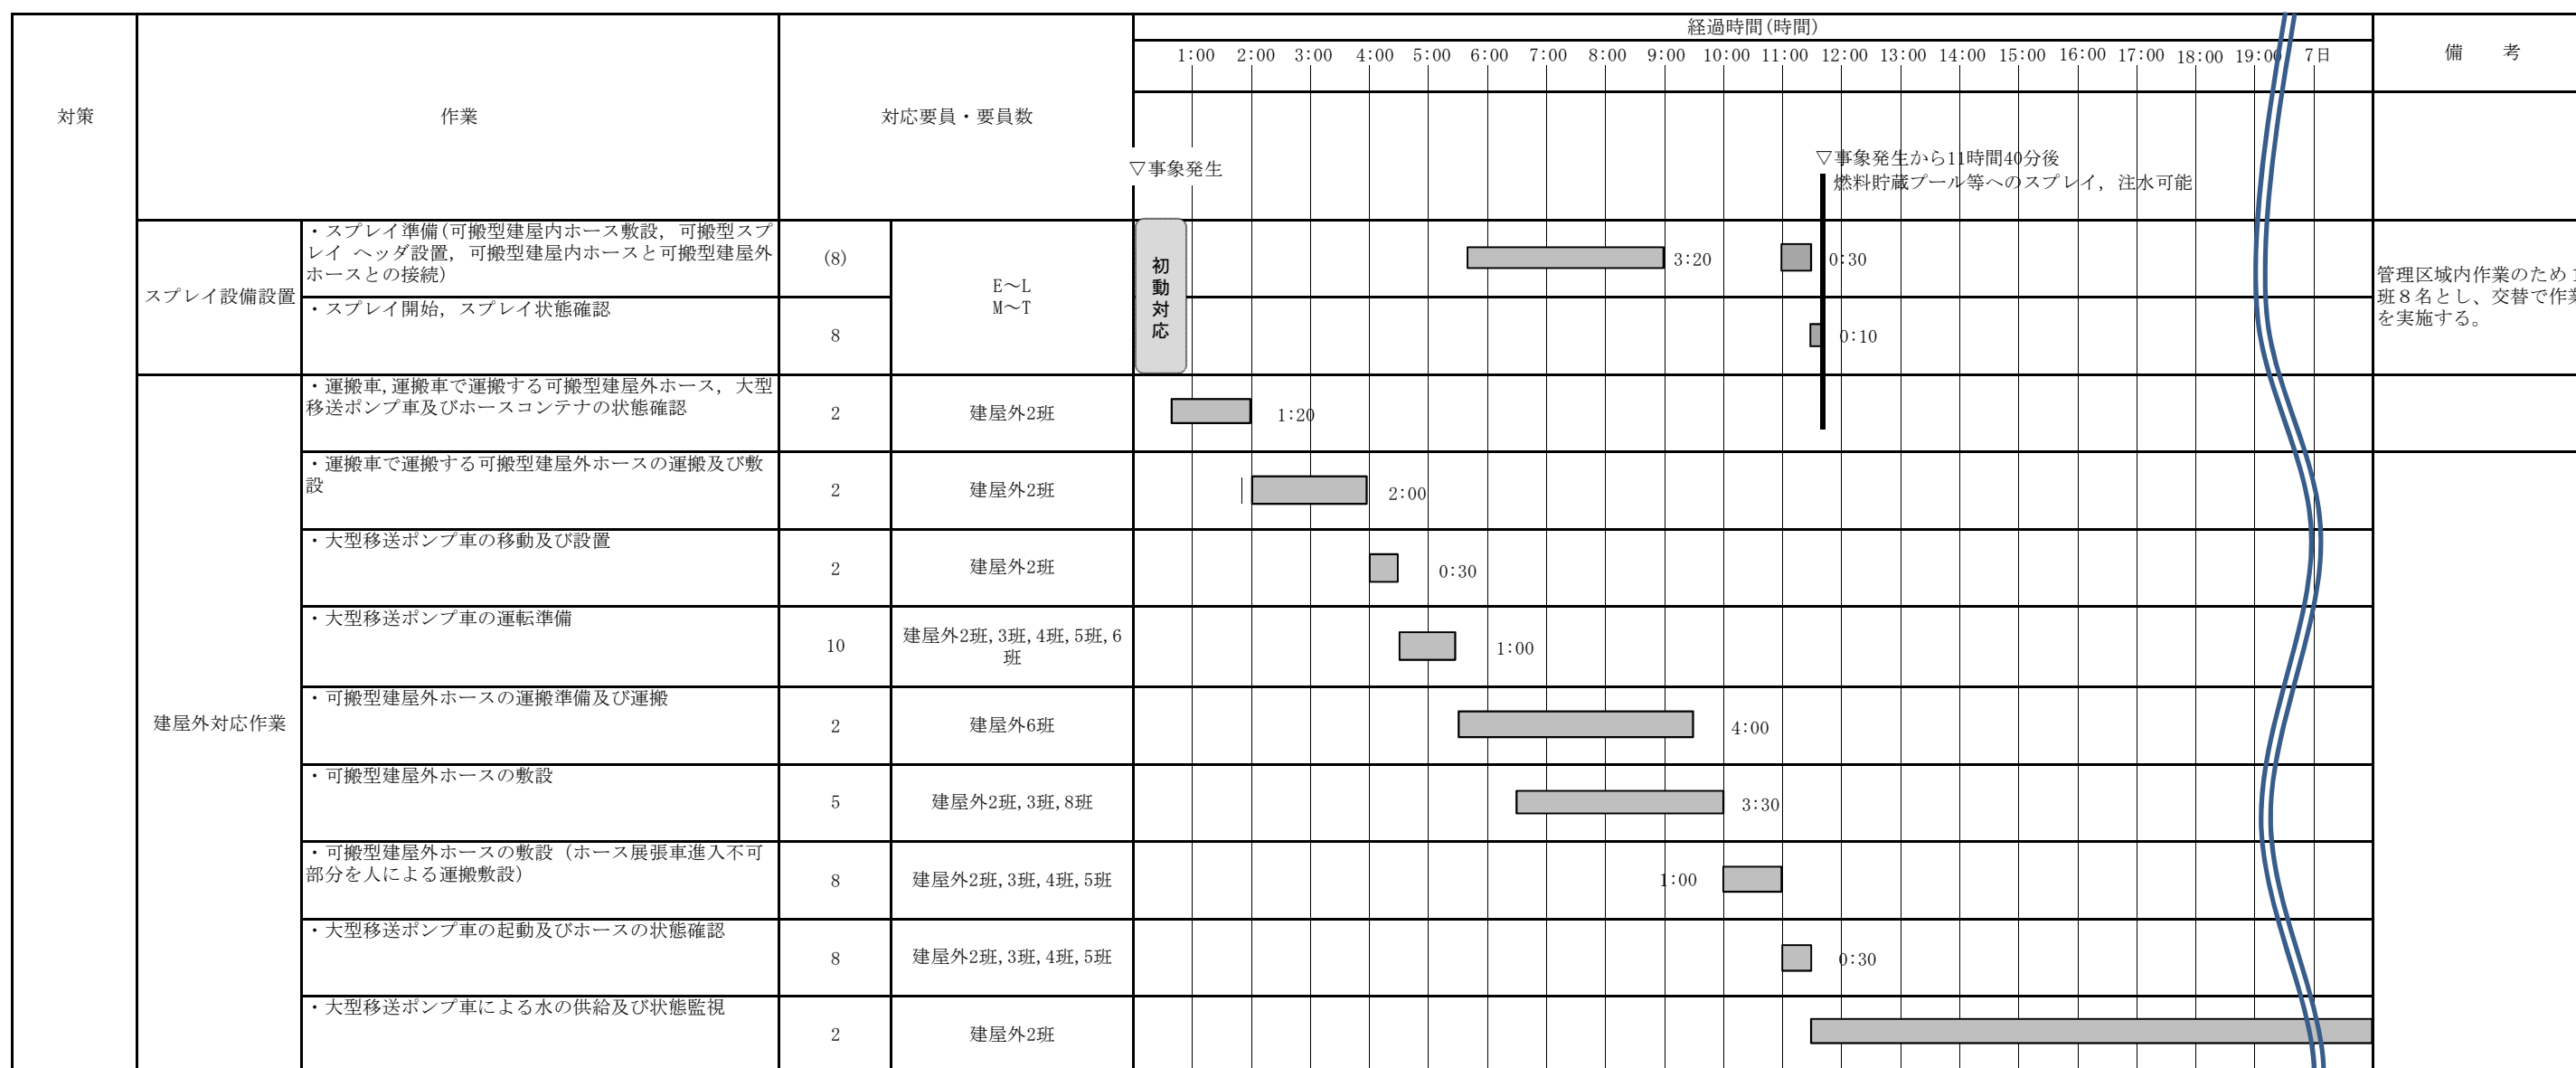 経過時間(時間)
1:00 2:00 3:00 4:00 5:00 6:00 7:00 8:00 9:00 10:00 11:00 12:00 13:00 14:00 15:00 16:00 17:00 18:00 19:00 7日
備　考
対策
作業
対応要員・要員数
▽事象発生
▽事象発生から11時間40分後
燃料貯蔵プール等へのスプレイ，注水可能
スプレイ設備設置
・スプレイ準備(可搬型建屋内ホース敷設，可搬型スプ
レイ ヘッダ設置，可搬型建屋内ホースと可搬型建屋外
ホースとの接続)
(8)
E～L
M～T
初
動
対
応
3:20
0:30
管理区域内作業のため
班８名とし、交替で作業
を実施する。
・スプレイ開始，スプレイ状態確認
8
0:10
建屋外対応作業
・運搬車,運搬車で運搬する可搬型建屋外ホース，大型
移送ポンプ車及びホースコンテナの状態確認
2
建屋外2班
1:20
・運搬車で運搬する可搬型建屋外ホースの運搬及び敷
設
2
建屋外2班
2:00
・大型移送ポンプ車の移動及び設置
2
建屋外2班
0:30
・大型移送ポンプ車の運転準備
10
建屋外2班,3班,4班,5班,6
班
1:00
・可搬型建屋外ホースの運搬準備及び運搬
2
建屋外6班
4:00
・可搬型建屋外ホースの敷設
5
建屋外2班,3班,8班
3:30
・可搬型建屋外ホースの敷設（ホース展張車進入不可
部分を人による運搬敷設）
8
建屋外2班,3班,4班,5班
1:00
・大型移送ポンプ車の起動及びホースの状態確認
8
建屋外2班,3班,4班,5班
0:30
・大型移送ポンプ車による水の供給及び状態監視
2
建屋外2班